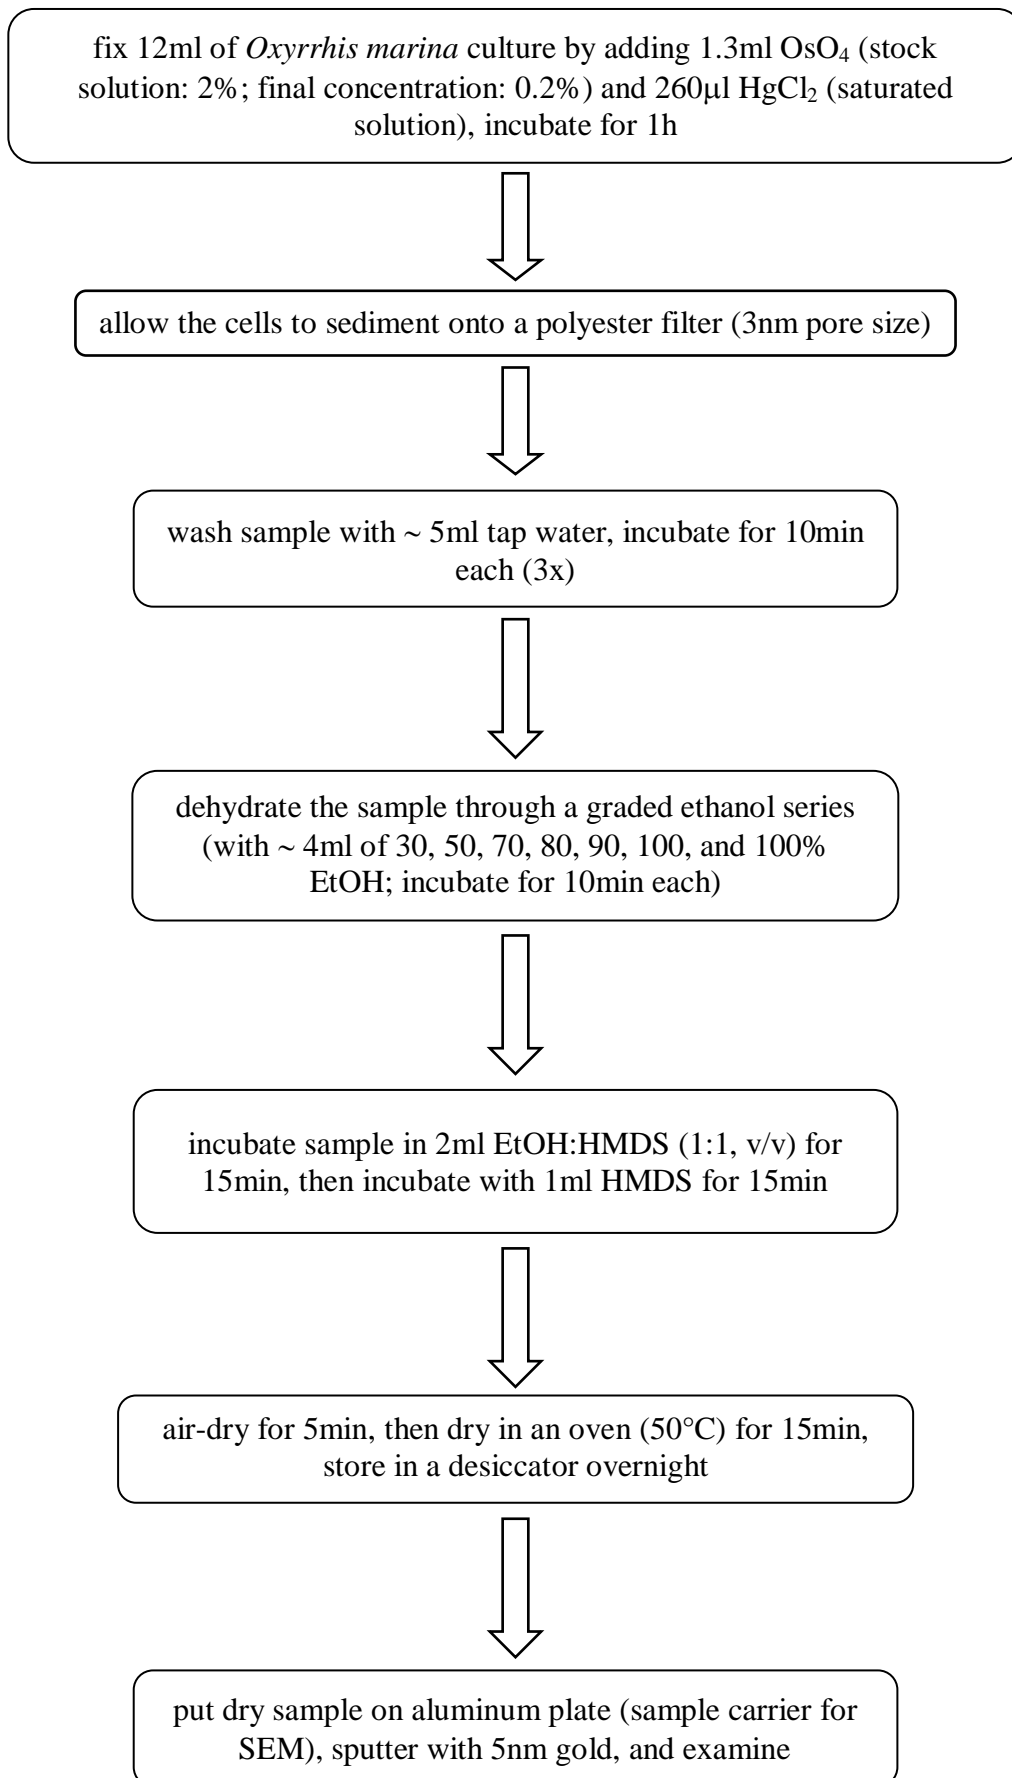 fix 12ml of Oxyrrhis marina culture by adding 1.3ml OsO₄ (stock
solution: 2%; final concentration: 0.2%) and 260µl HgCl₂ (saturated
solution), incubate for 1h
allow the cells to sediment onto a polyester filter (3nm pore size)
wash sample with ~ 5ml tap water, incubate for 10min
each (3x)
dehydrate the sample through a graded ethanol series
(with ~ 4ml of 30, 50, 70, 80, 90, 100, and 100%
EtOH; incubate for 10min each)
incubate sample in 2ml EtOH:HMDS (1:1, v/v) for
15min, then incubate with 1ml HMDS for 15min
air-dry for 5min, then dry in an oven (50°C) for 15min,
store in a desiccator overnight
put dry sample on aluminum plate (sample carrier for
SEM), sputter with 5nm gold, and examine